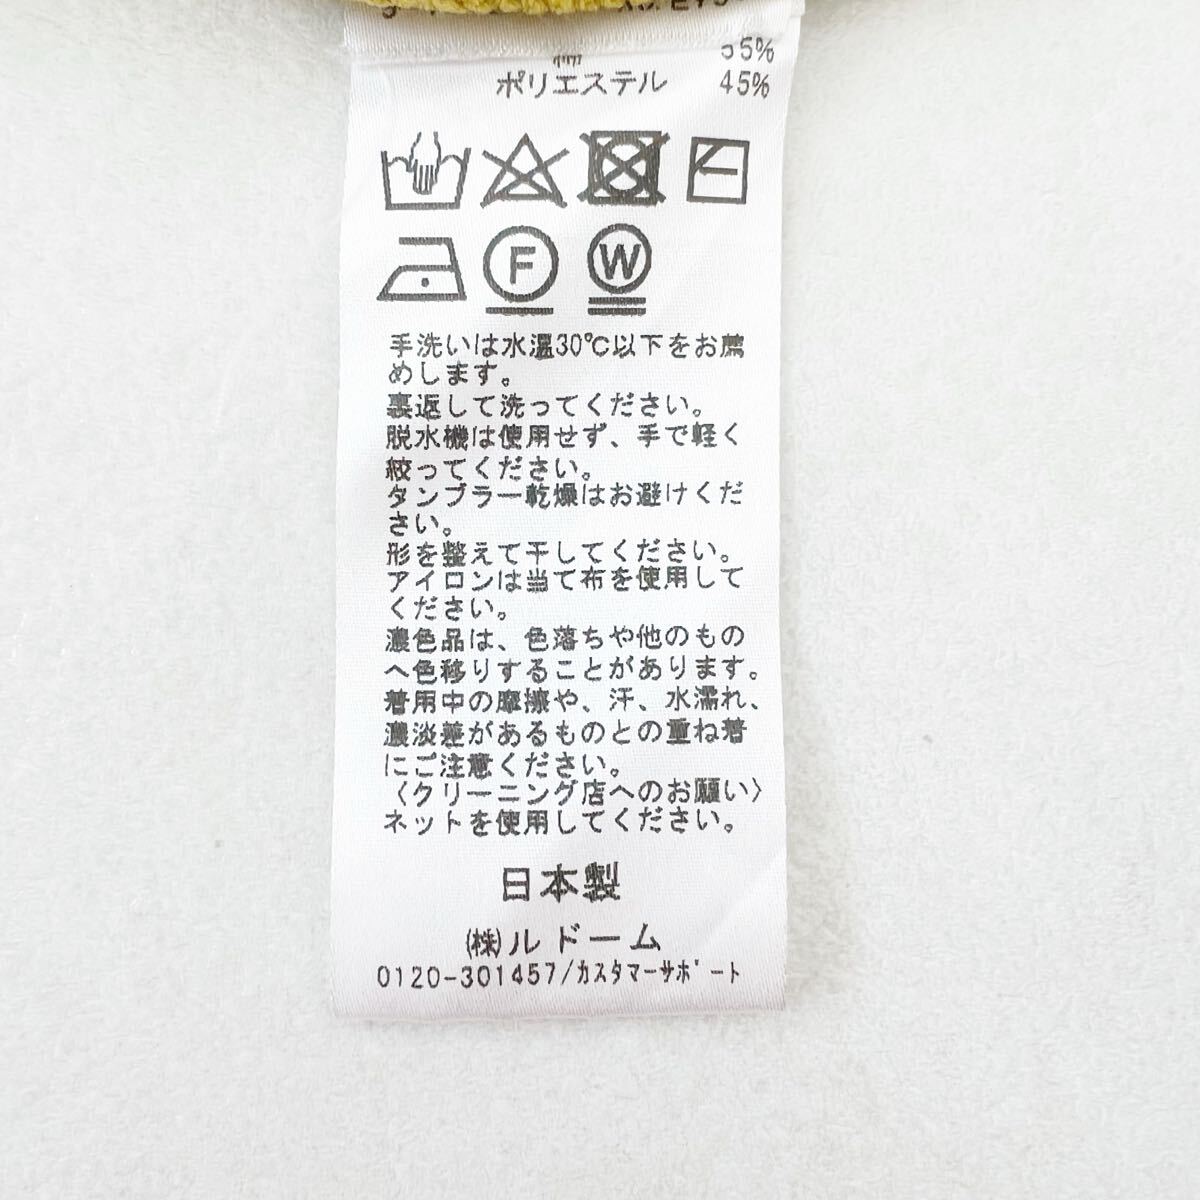 綿 55%
ポリエステル 45%
F W
手洗いは水温30℃以下をお薦
めします。
裏返して洗ってください。
脱水機は使用せず、手で軽く
絞ってください。
タンブラー乾燥はお避けくだ
さい。
形を整えて干してください。
アイロンは当て布を使用して
ください。
濃色品は、色落ちや他のもの
へ色移りすることがあります。
着用中の摩擦や、汗、水濡れ、
濃淡差があるものとの重ね着
にご注意ください。
〈クリーニング店へのお願い〉
ネットを使用してください。
日本製
(株)ルドーム
0120-301457/カスタマーサポート